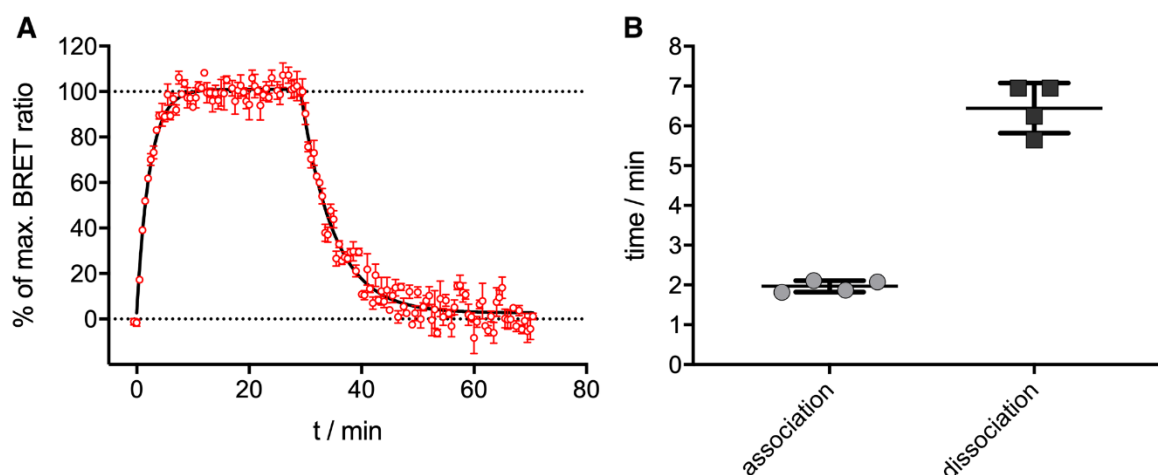 A
% of max. BRET ratio
120
100
80
60
40
20
0
0 20 40 60 80
t / min
B
time / min
8
7
6
5
4
3
2
1
0
association
dissociation